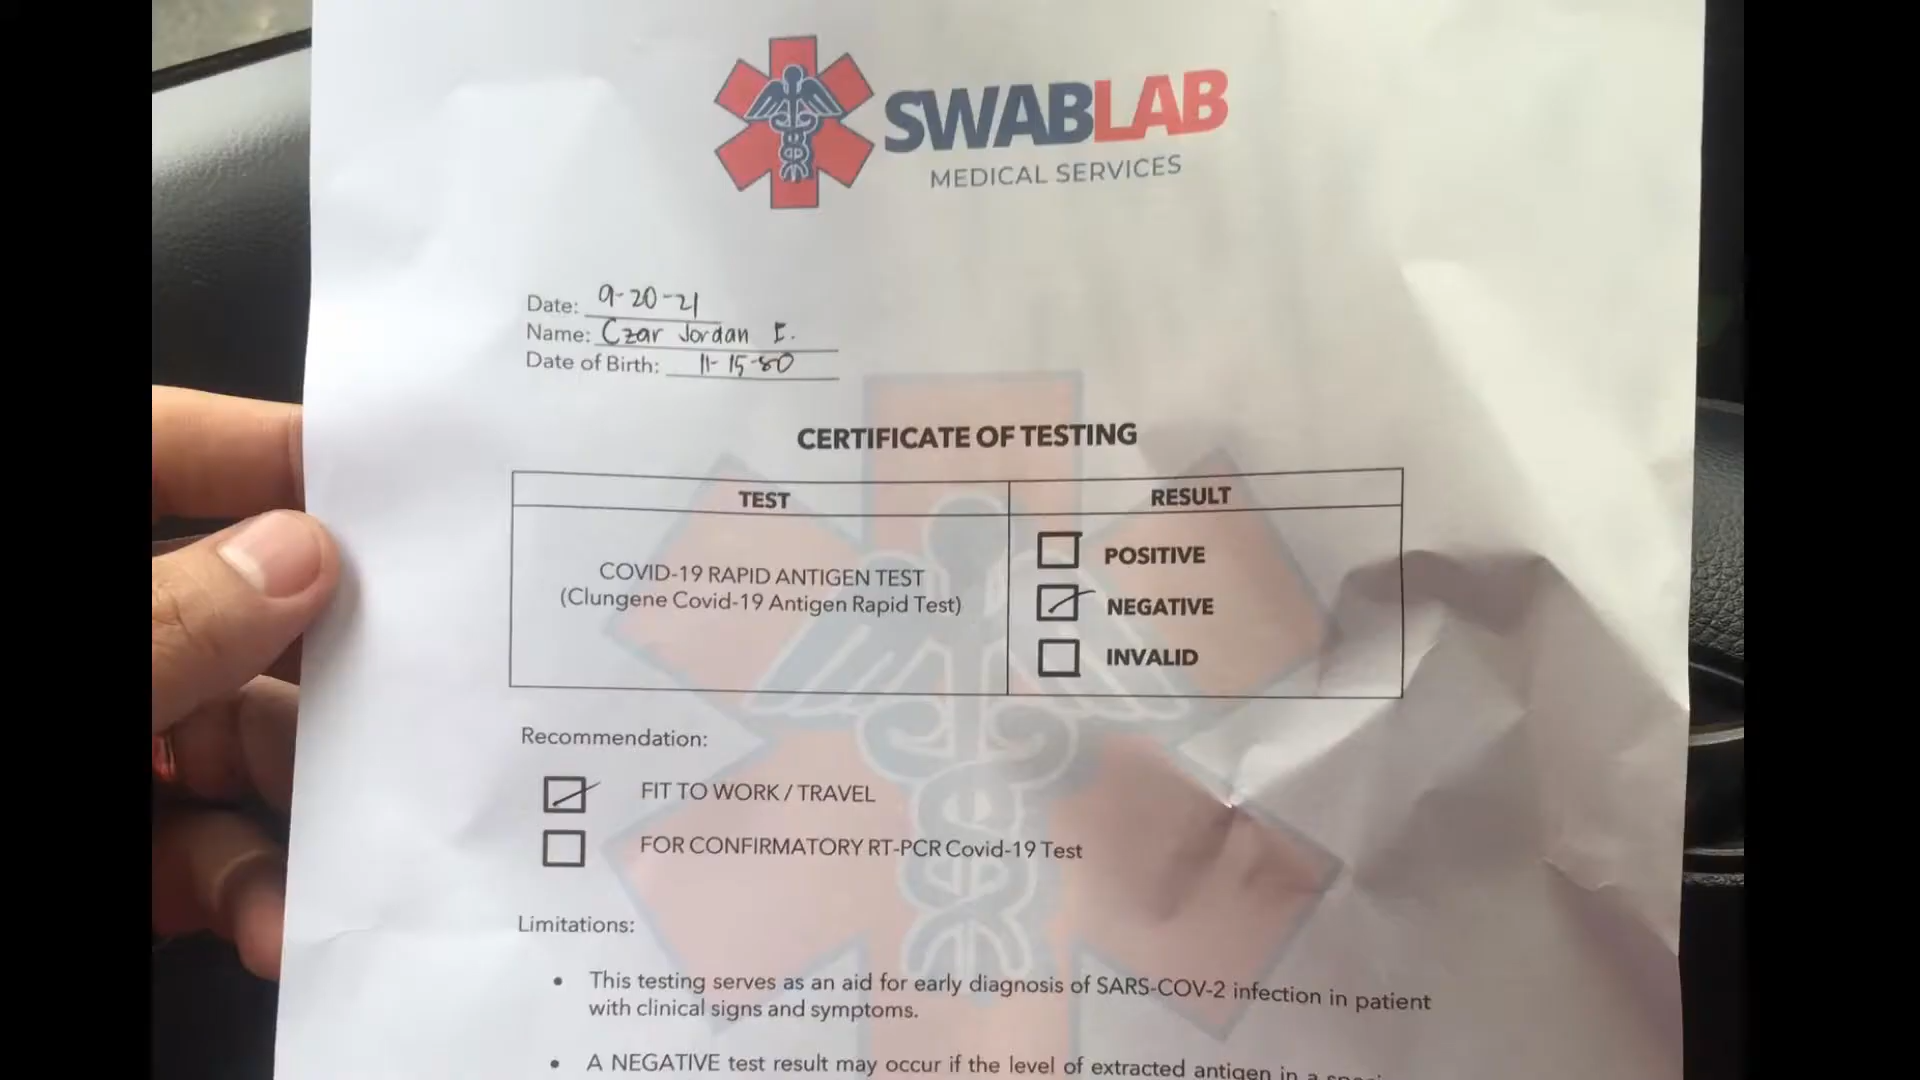 SWABLAB
MEDICAL SERVICES
Date: 9-20-21
Name: Czar Jordan E.
Date of Birth: 11-15-80
CERTIFICATE OF TESTING
TEST
RESULT
COVID-19 RAPID ANTIGEN TEST
(Clungene Covid-19 Antigen Rapid Test)
POSITIVE
NEGATIVE
INVALID
Recommendation:
FIT TO WORK / TRAVEL
FOR CONFIRMATORY RT-PCR Covid-19 Test
Limitations:
• This testing serves as an aid for early diagnosis of SARS-COV-2 infection in patient
with clinical signs and symptoms.
• A NEGATIVE test result may occur if the level of extracted antigen in a